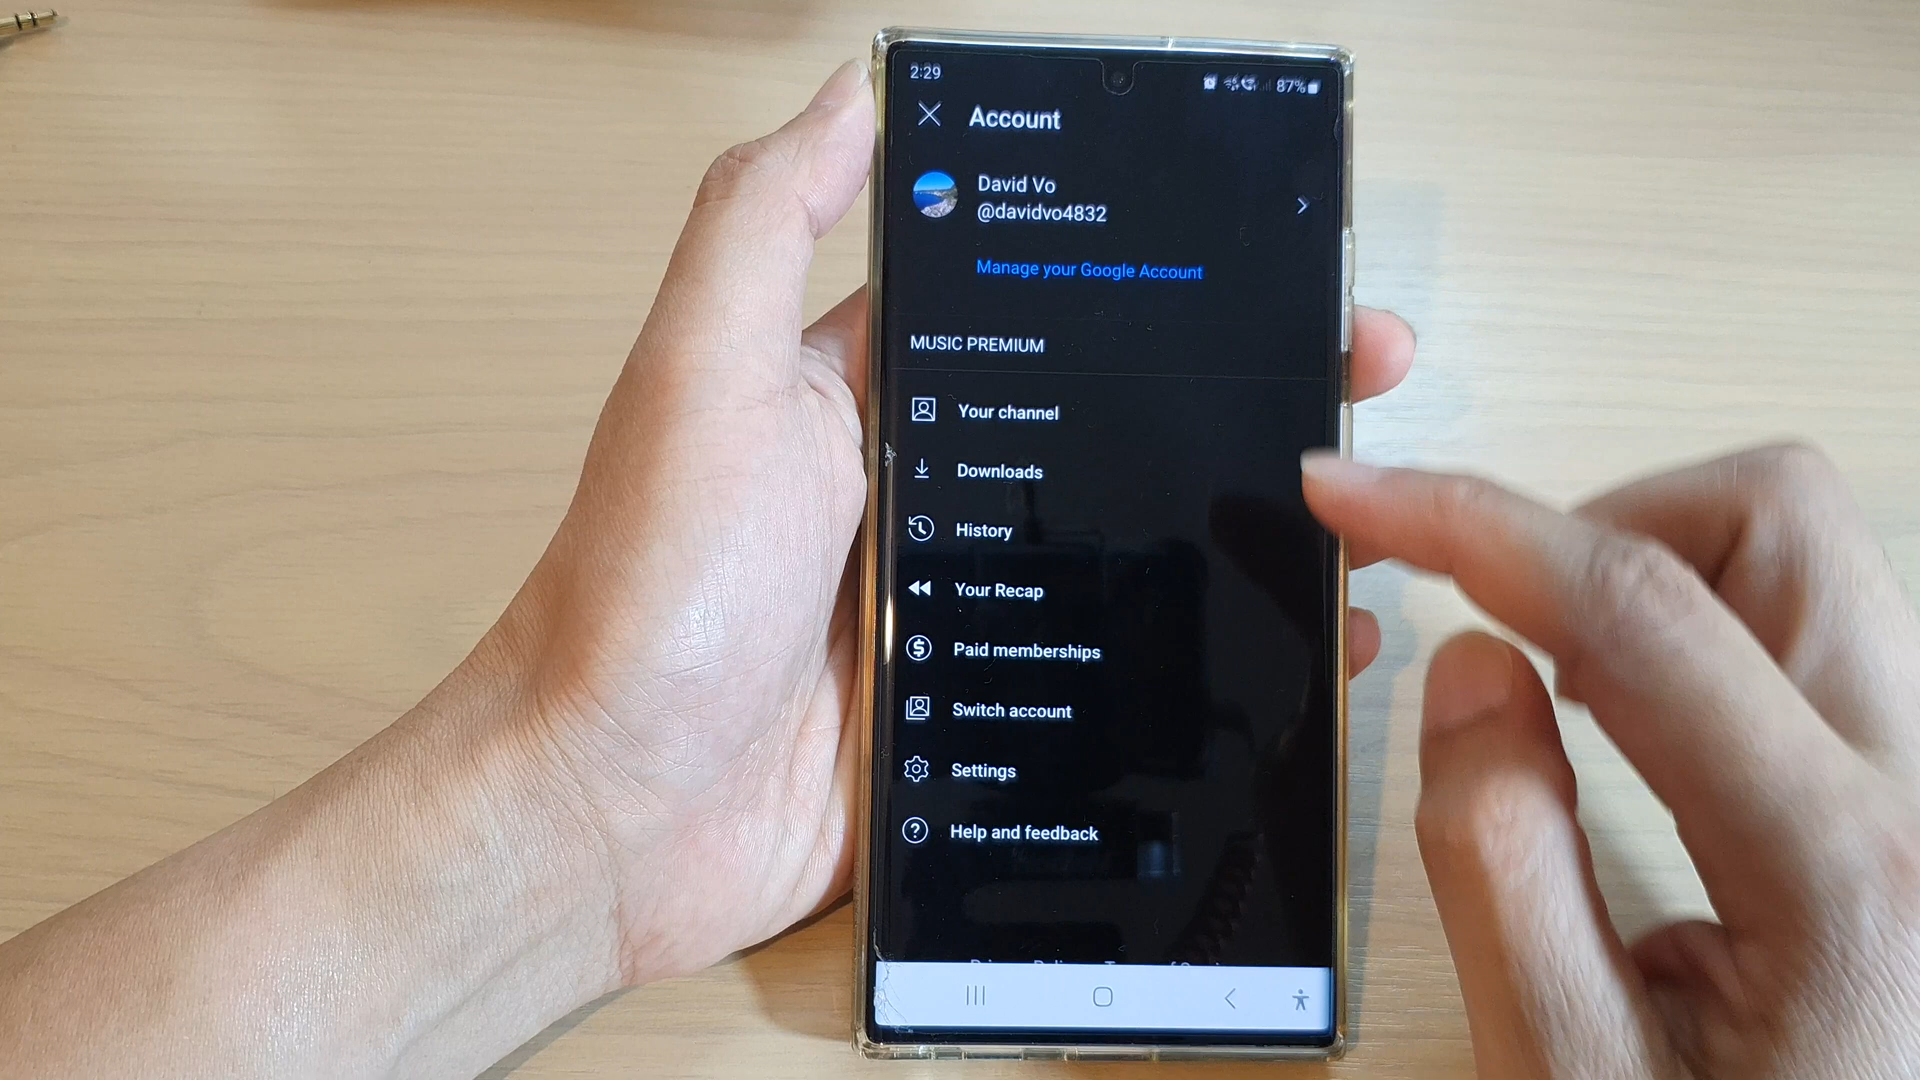 2:29
87%
Account
David Vo
@davidvo4832
Manage your Google Account
MUSIC PREMIUM
Your channel
Downloads
History
Your Recap
Paid memberships
Switch account
Settings
Help and feedback